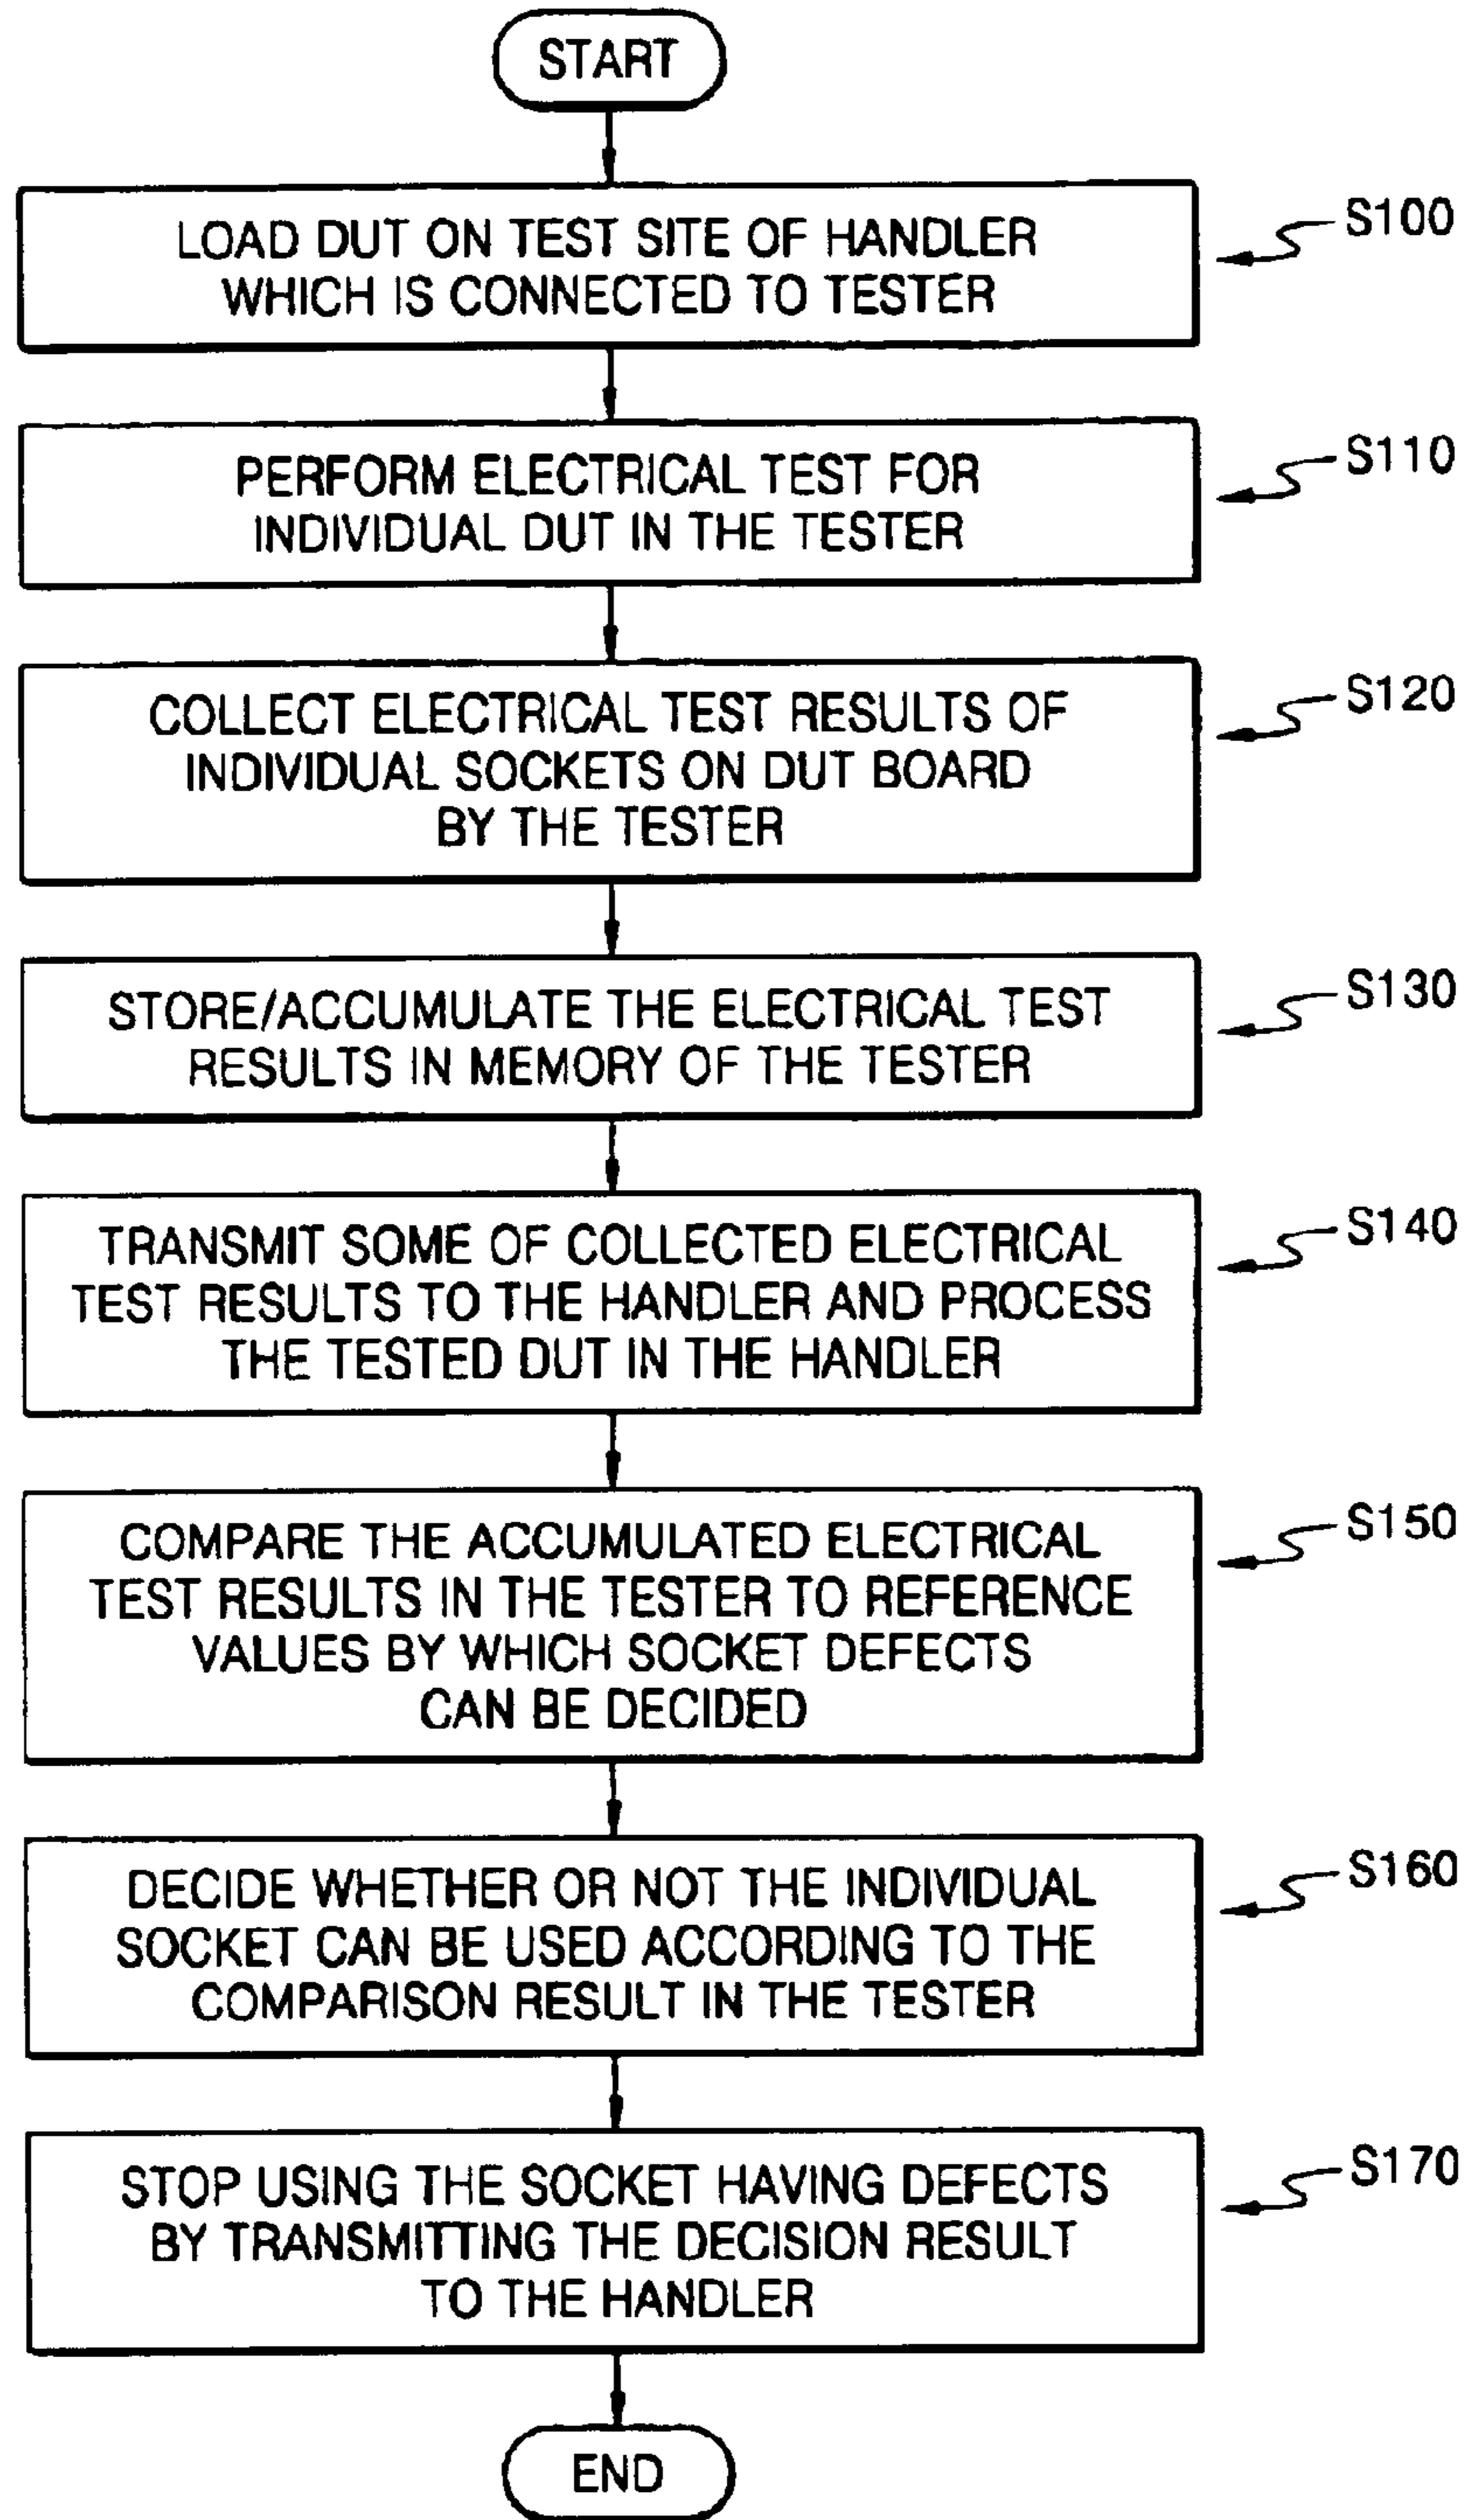 START
LOAD DUT ON TEST SITE OF HANDLER
WHICH IS CONNECTED TO TESTER
S100
PERFORM ELECTRICAL TEST FOR
INDIVIDUAL DUT IN THE TESTER
S110
COLLECT ELECTRICAL TEST RESULTS OF
INDIVIDUAL SOCKETS ON DUT BOARD
BY THE TESTER
S120
STORE/ACCUMULATE THE ELECTRICAL TEST
RESULTS IN MEMORY OF THE TESTER
S130
TRANSMIT SOME OF COLLECTED ELECTRICAL
TEST RESULTS TO THE HANDLER AND PROCESS
THE TESTED DUT IN THE HANDLER
S140
COMPARE THE ACCUMULATED ELECTRICAL
TEST RESULTS IN THE TESTER TO REFERENCE
VALUES BY WHICH SOCKET DEFECTS
CAN BE DECIDED
S150
DECIDE WHETHER OR NOT THE INDIVIDUAL
SOCKET CAN BE USED ACCORDING TO THE
COMPARISON RESULT IN THE TESTER
S160
STOP USING THE SOCKET HAVING DEFECTS
BY TRANSMITTING THE DECISION RESULT
TO THE HANDLER
S170
END